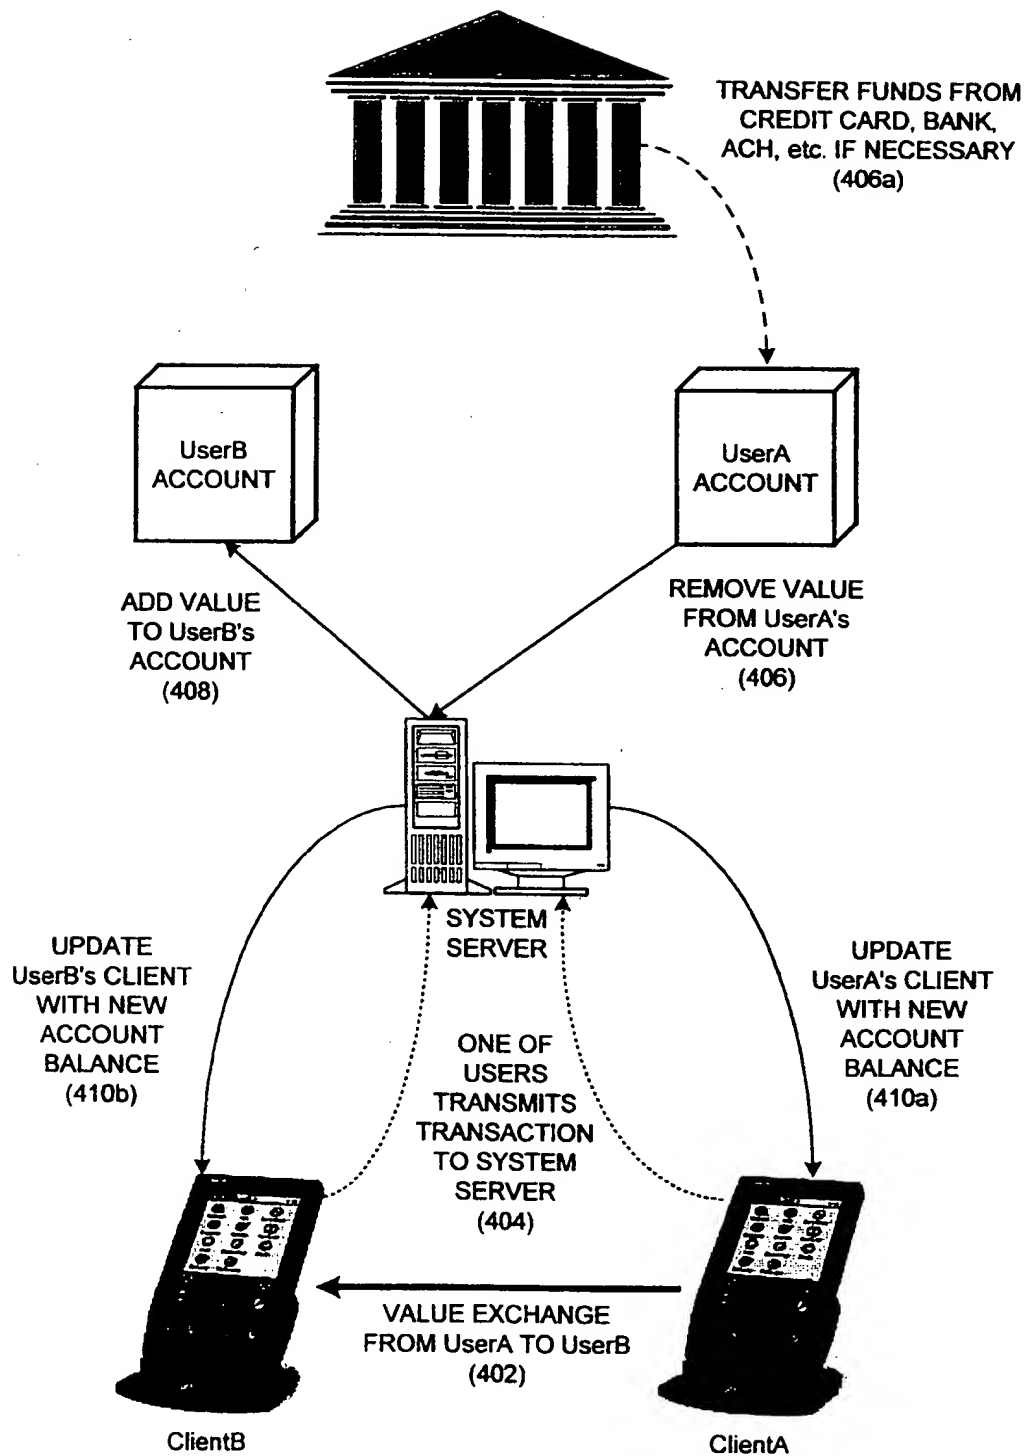 TRANSFER FUNDS FROM
CREDIT CARD, BANK,
ACH, etc. IF NECESSARY
(406a)
UserB
ACCOUNT
UserA
ACCOUNT
ADD VALUE
TO UserB's
ACCOUNT
(408)
REMOVE VALUE
FROM UserA's
ACCOUNT
(406)
SYSTEM
SERVER
UPDATE
UserB's CLIENT
WITH NEW
ACCOUNT
BALANCE
(410b)
ONE OF
USERS
TRANSMITS
TRANSACTION
TO SYSTEM
SERVER
(404)
UPDATE
UserA's CLIENT
WITH NEW
ACCOUNT
BALANCE
(410a)
VALUE EXCHANGE
FROM UserA TO UserB
(402)
ClientB
ClientA